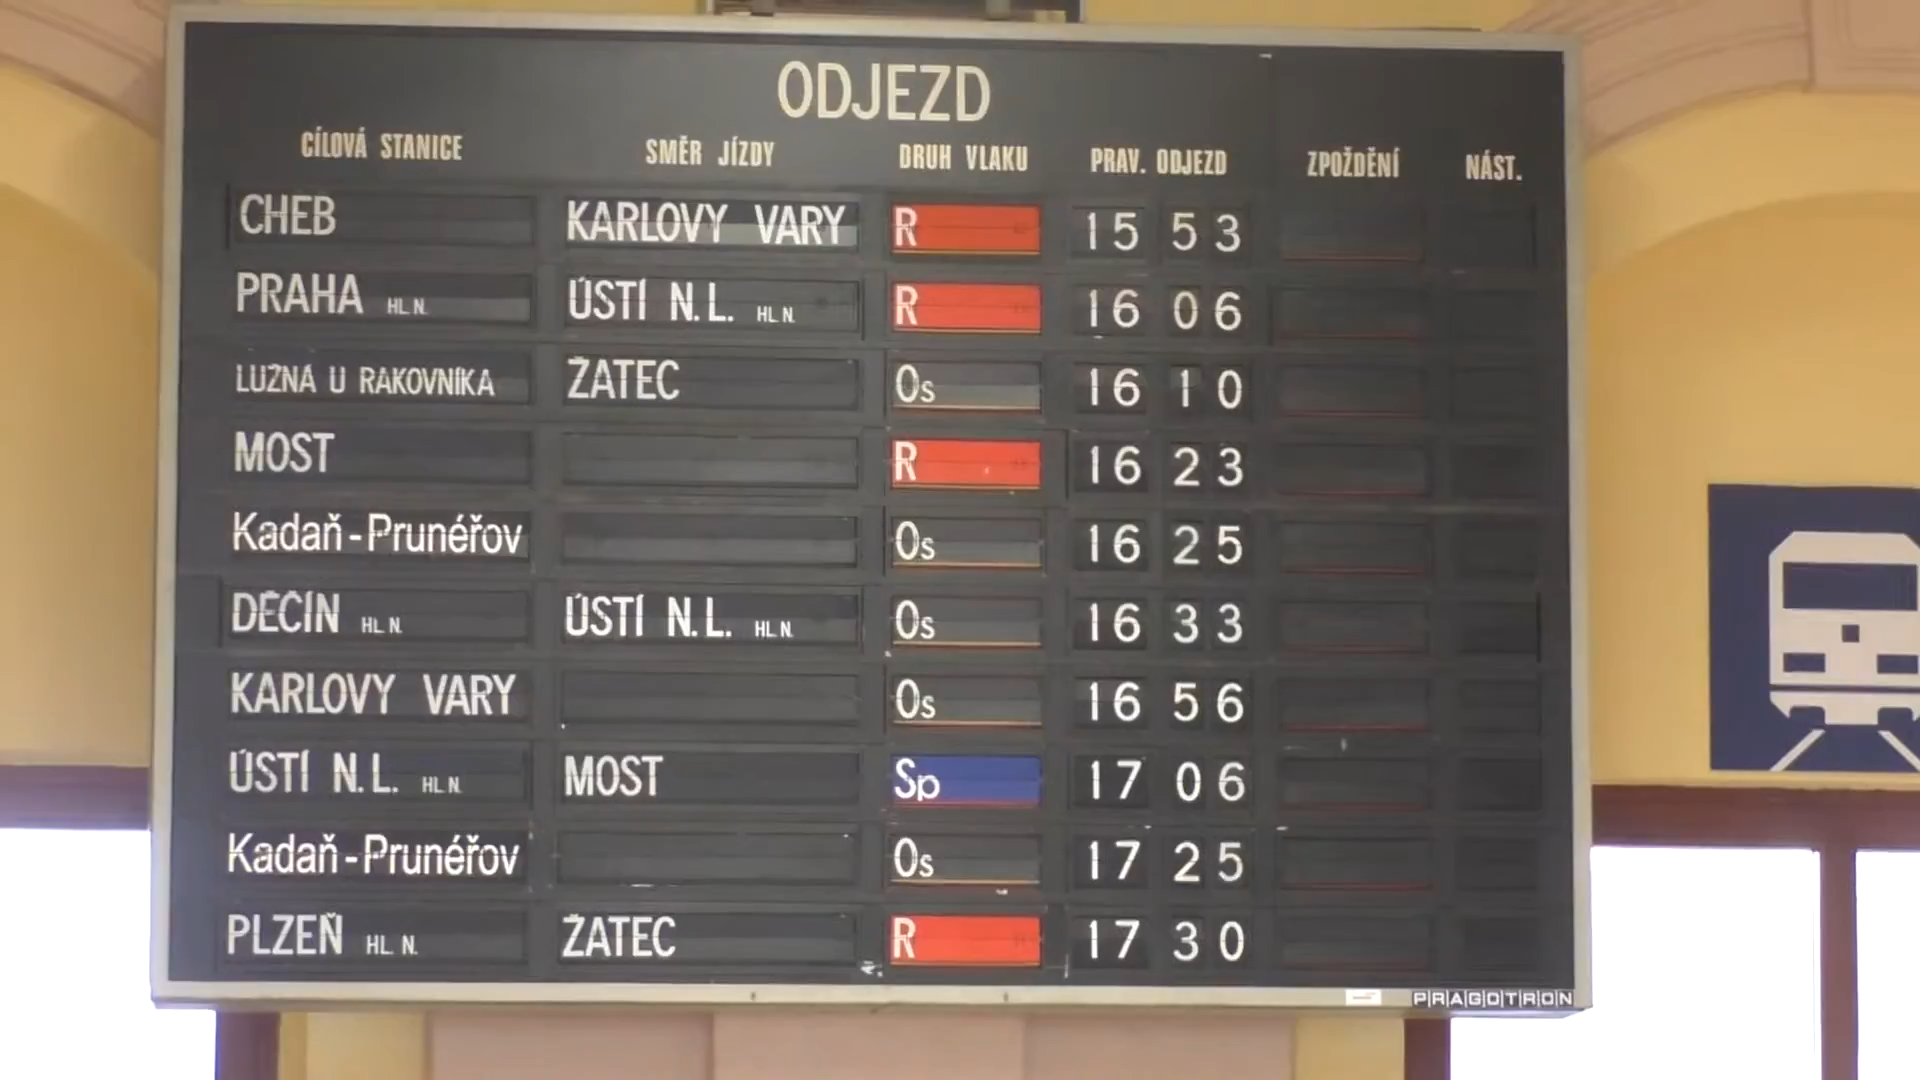 ODJEZD
CÍLOVÁ STANICE SMĚR JÍZDY DRUH VLAKU PRAV. ODJEZD ZPOŽDĚNÍ NÁST.
CHEB KARLOVY VARY R 15 53
PRAHA HL.N. ÚSTÍ N.L. HL.N. R 16 06
LUŽNÁ U RAKOVNÍKA ŽATEC Os 16 10
MOST R 16 23
Kadaň-Prunéřov Os 16 25
DĚČÍN HL.N. ÚSTÍ N.L. HL.N. Os 16 33
KARLOVY VARY Os 16 56
ÚSTÍ N.L. HL.N. MOST Sp 17 06
Kadaň-Prunéřov Os 17 25
PLZEŇ HL. N. ŽATEC R 17 30
PRAGOTRON